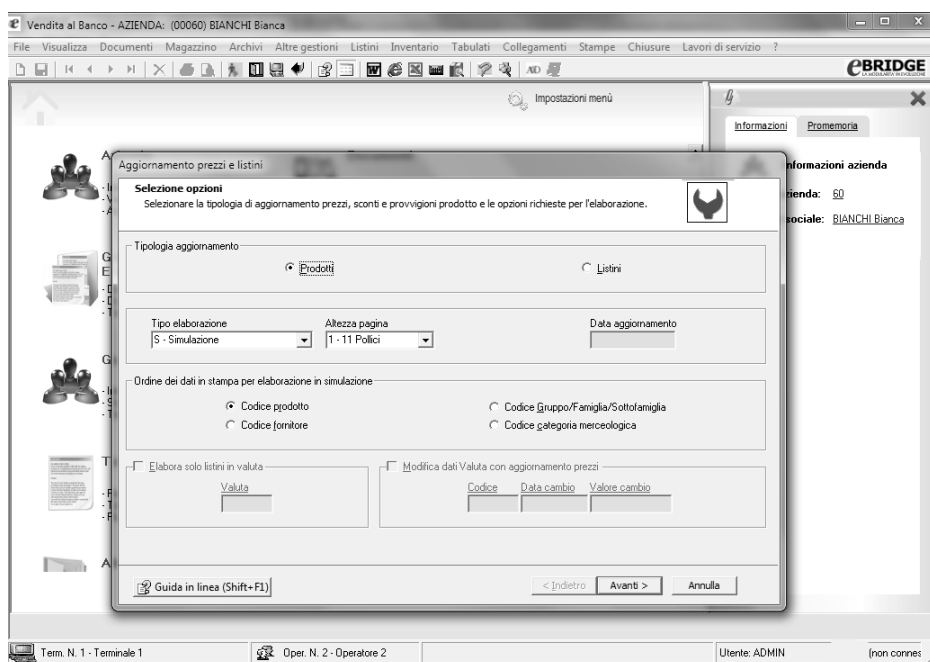 Vendita al Banco - AZIENDA: (00060) BIANCHI Bianca
File Visualizza Documenti Magazzino Archivi Altre gestioni Listini Inventario Tabulati Collegamenti Stampe Chiusure Lavori di servizio ?
eBRIDGE
LA MODULARITÀ IN EVOLUZIONE
Impostazioni menù
Informazioni Promemoria
Aggiornamento prezzi e listini
nformazioni azienda
Selezione opzioni
Selezionare la tipologia di aggiornamento prezzi, sconti e provvigioni prodotto e le opzioni richieste per l'elaborazione.
zienda: 60
sociale: BIANCHI Bianca
Tipologia aggiornamento
Prodotti Listini
Tipo elaborazione Altezza pagina Data aggiornamento
S - Simulazione 1 - 11 Pollici
Ordine dei dati in stampa per elaborazione in simulazione
Codice prodotto Codice Gruppo/Famiglia/Sottofamiglia
Codice fornitore Codice categoria merceologica
Elabora solo listini in valuta Modifica dati Valuta con aggiornamento prezzi
Valuta Codice Data cambio Valore cambio
Guida in linea (Shift+F1) < Indietro Avanti > Annulla
Term. N. 1 - Terminale 1 Oper. N. 2 - Operatore 2 Utente: ADMIN (non connes